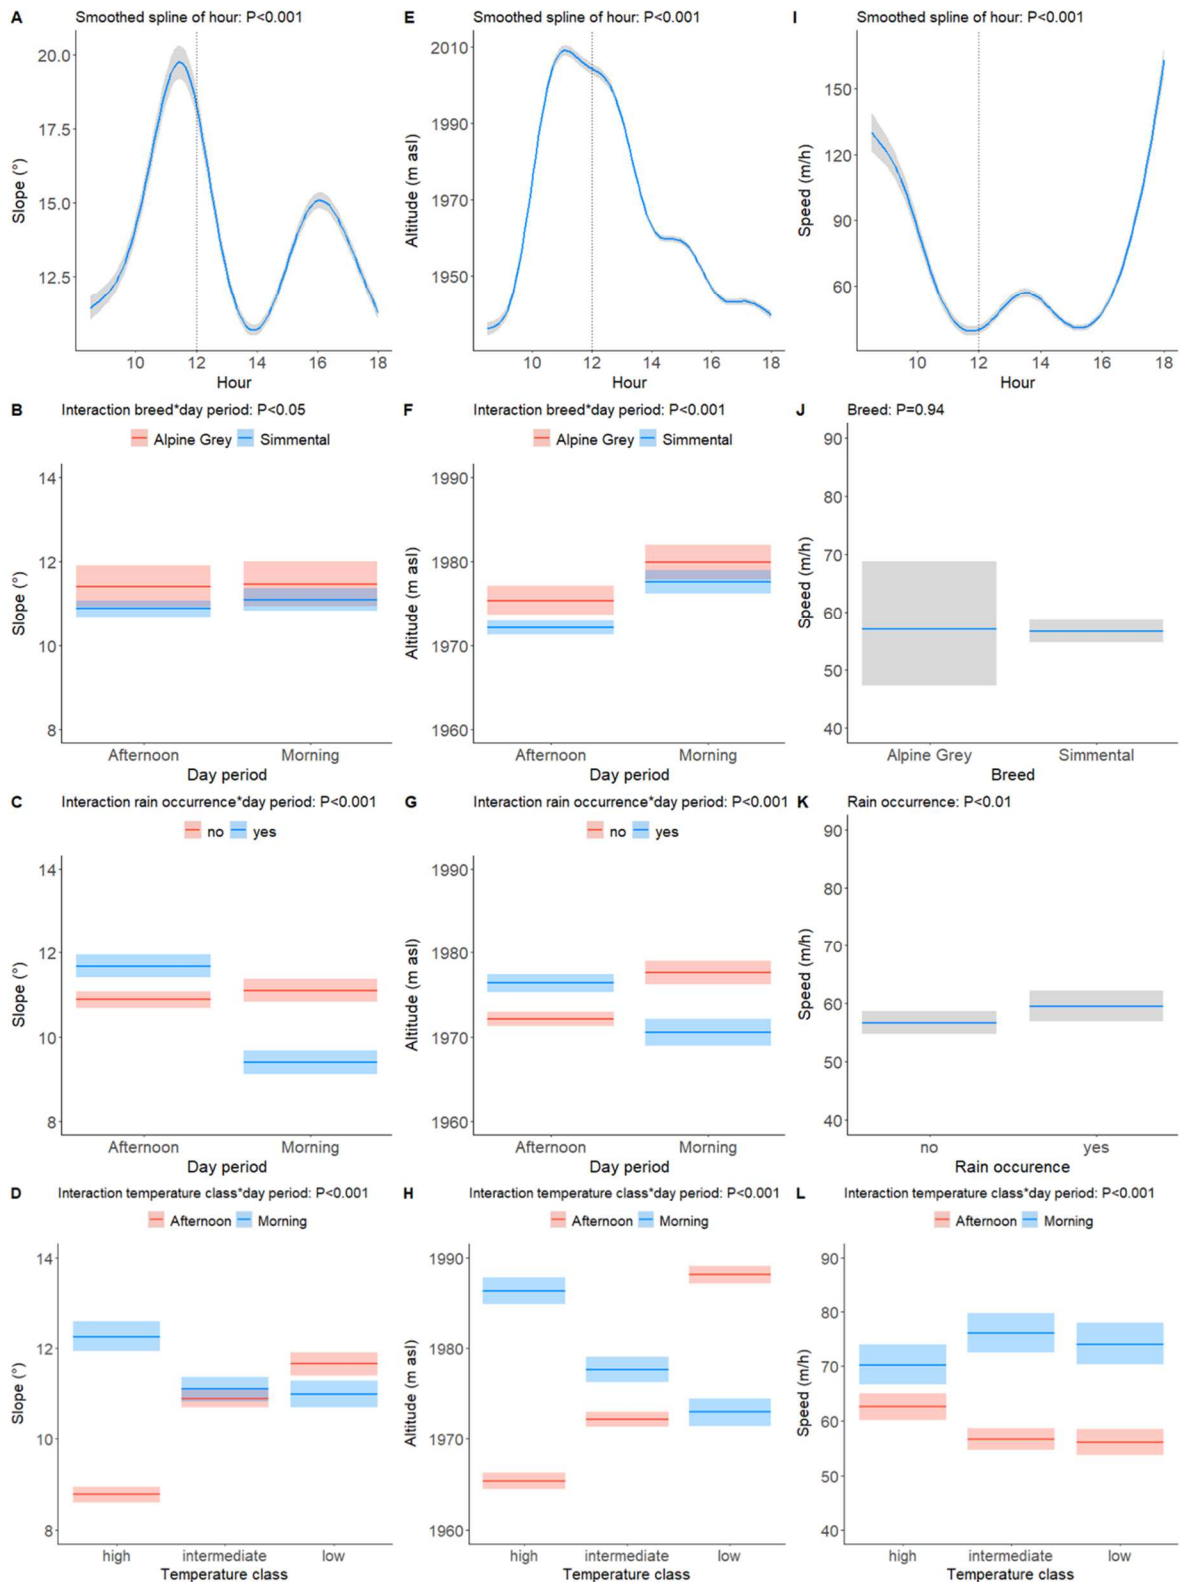 A Smoothed spline of hour: P<0.001
20.0
17.5
15.0
12.5
Slope (°)
10 12 14 16 18
Hour
E Smoothed spline of hour: P<0.001
2010
1990
1970
1950
Altitude (m asl)
10 12 14 16 18
Hour
I Smoothed spline of hour: P<0.001
150
120
90
60
Speed (m/h)
10 12 14 16 18
Hour
B Interaction breed*day period: P<0.05
Alpine Grey Simmental
14
12
10
8
Slope (°)
Afternoon Morning
Day period
F Interaction breed*day period: P<0.001
Alpine Grey Simmental
1990
1980
1970
1960
Altitude (m asl)
Afternoon Morning
Day period
J Breed: P=0.94
90
80
70
60
50
40
Speed (m/h)
Alpine Grey Simmental
Breed
C Interaction rain occurrence*day period: P<0.001
no yes
14
12
10
8
Slope (°)
Afternoon Morning
Day period
G Interaction rain occurrence*day period: P<0.001
no yes
1990
1980
1970
1960
Altitude (m asl)
Afternoon Morning
Day period
K Rain occurrence: P<0.01
90
80
70
60
50
40
Speed (m/h)
no yes
Rain occurence
D Interaction temperature class*day period: P<0.001
Afternoon Morning
14
12
10
8
Slope (°)
high intermediate low
Temperature class
H Interaction temperature class*day period: P<0.001
Afternoon Morning
1990
1980
1970
1960
Altitude (m asl)
high intermediate low
Temperature class
L Interaction temperature class*day period: P<0.001
Afternoon Morning
90
80
70
60
50
40
Speed (m/h)
high intermediate low
Temperature class